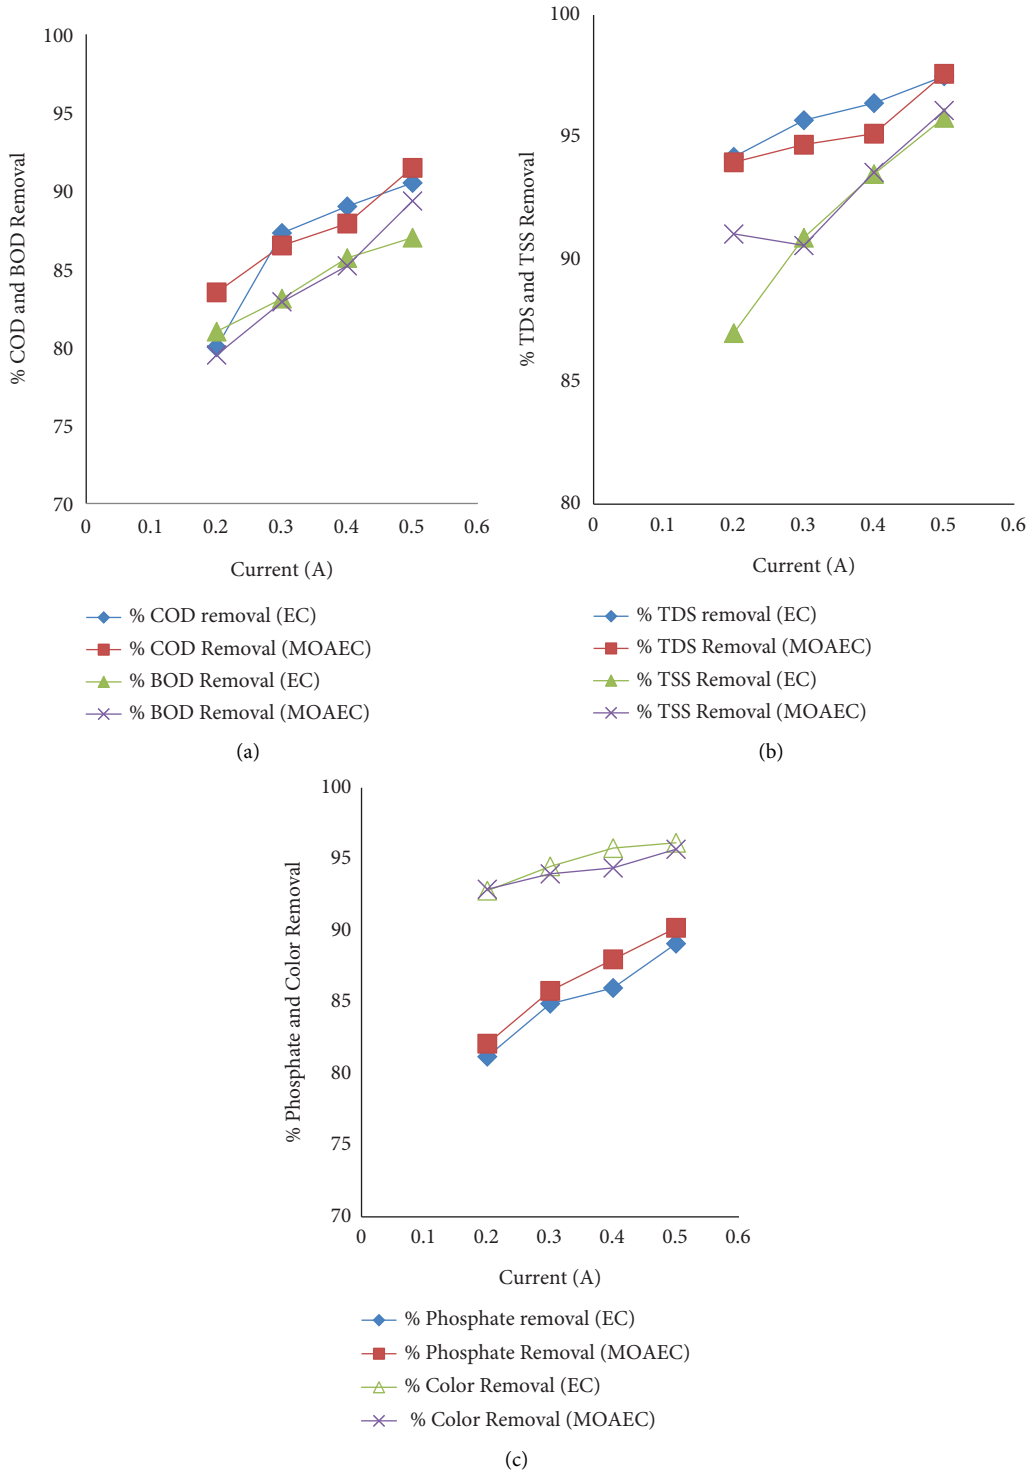 % COD and BOD Removal
100
95
90
85
80
75
70
0 0.1 0.2 0.3 0.4 0.5 0.6
Current (A)
% COD removal (EC)
% COD Removal (MOAEC)
% BOD Removal (EC)
% BOD Removal (MOAEC)
(a)
% TDS and TSS Removal
100
95
90
85
80
0 0.1 0.2 0.3 0.4 0.5 0.6
Current (A)
% TDS removal (EC)
% TDS Removal (MOAEC)
% TSS Removal (EC)
% TSS Removal (MOAEC)
(b)
% Phosphate and Color Removal
100
95
90
85
80
75
70
0 0.1 0.2 0.3 0.4 0.5 0.6
Current (A)
% Phosphate removal (EC)
% Phosphate Removal (MOAEC)
% Color Removal (EC)
% Color Removal (MOAEC)
(c)